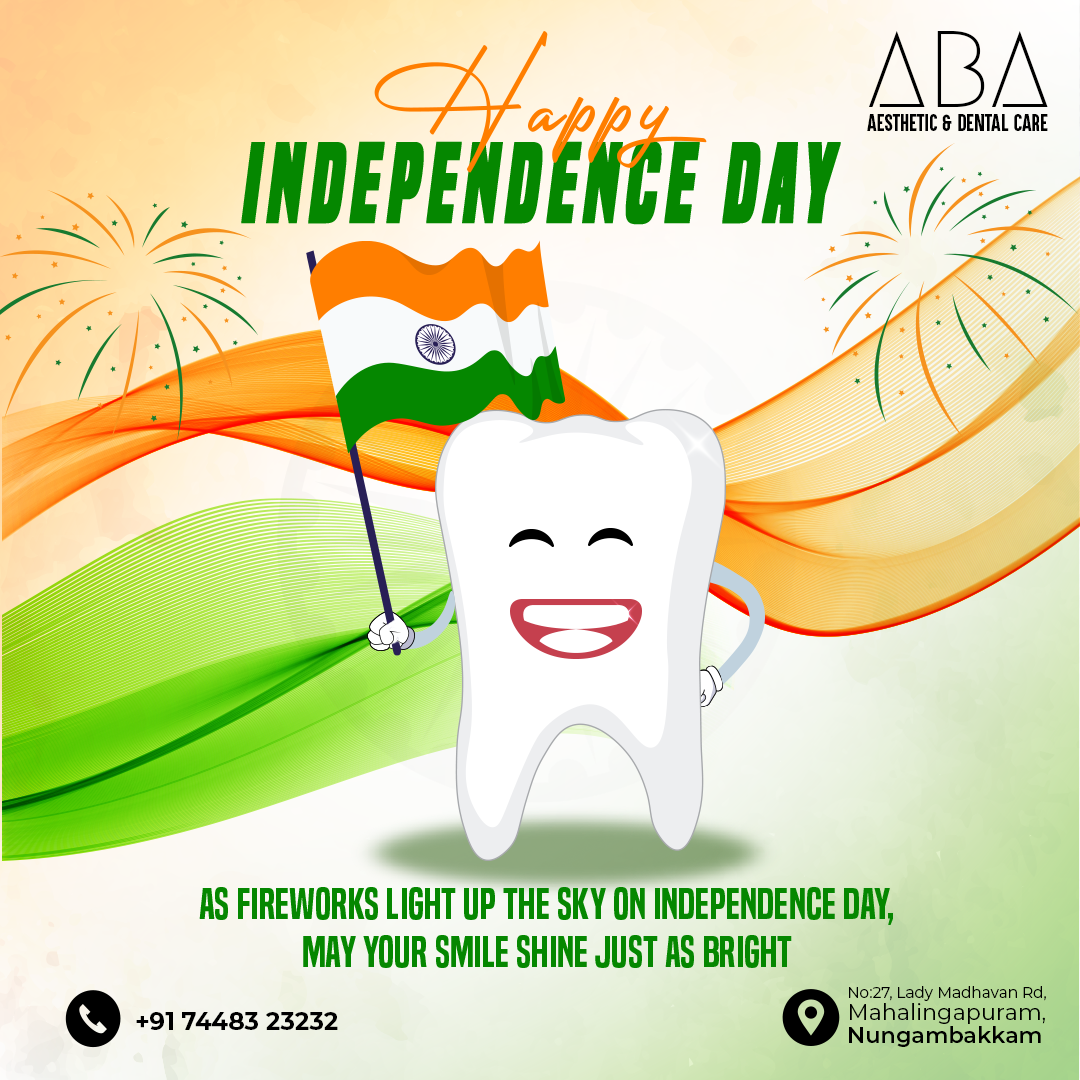 Happy
INDEPENDENCE DAY
ABA
AESTHETIC & DENTAL CARE
AS FIREWORKS LIGHT UP THE SKY ON INDEPENDENCE DAY,
MAY YOUR SMILE SHINE JUST AS BRIGHT
+91 74483 23232
No:27, Lady Madhavan Rd,
Mahalingapuram,
Nungambakkam